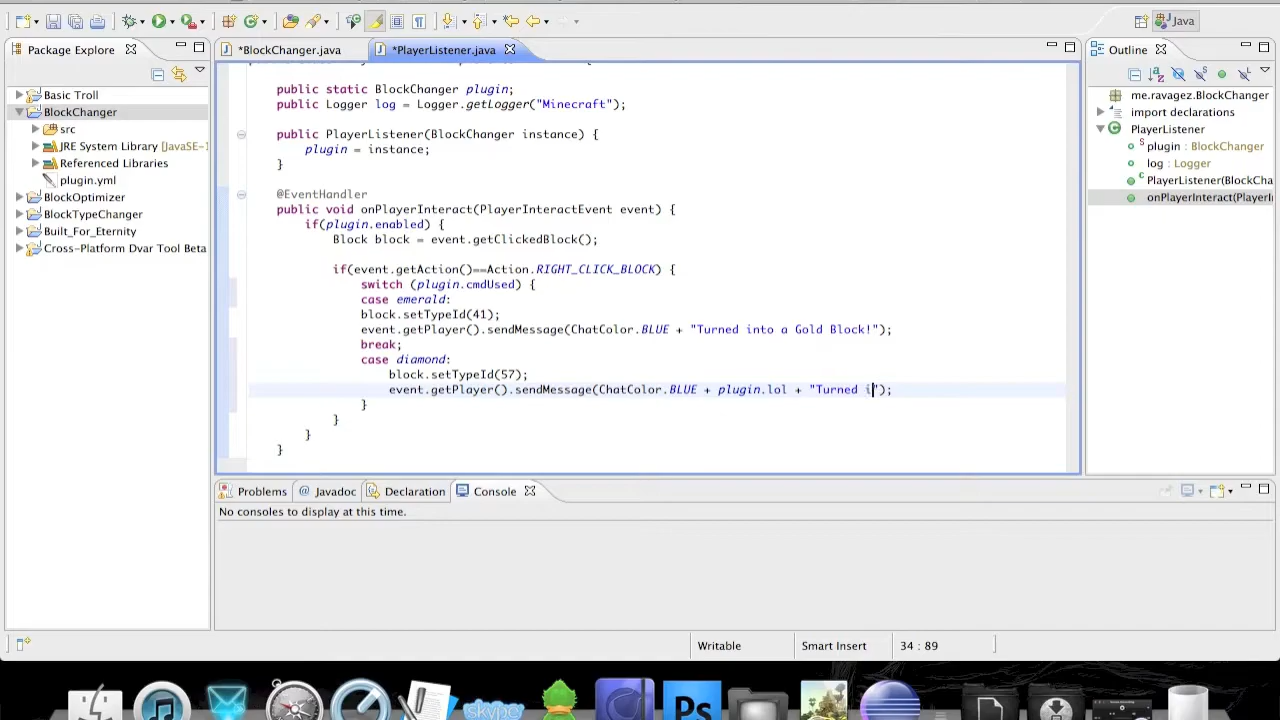 Java
Package Explore
*BlockChanger.java
*PlayerListener.java
Outline
Basic Troll
BlockChanger
src
JRE System Library [JavaSE-1
Referenced Libraries
plugin.yml
BlockOptimizer
BlockTypeChanger
Built_For_Eternity
Cross-Platform Dvar Tool Beta
public static BlockChanger plugin;
public Logger log = Logger.getLogger("Minecraft");
public PlayerListener(BlockChanger instance) {
plugin = instance;
}
@EventHandler
public void onPlayerInteract(PlayerInteractEvent event) {
if(plugin.enabled) {
Block block = event.getClickedBlock();
if(event.getAction()==Action.RIGHT_CLICK_BLOCK) {
switch (plugin.cmdUsed) {
case emerald:
block.setTypeId(41);
event.getPlayer().sendMessage(ChatColor.BLUE + "Turned into a Gold Block!");
break;
case diamond:
block.setTypeId(57);
event.getPlayer().sendMessage(ChatColor.BLUE + plugin.lol + "Turned i");
}
}
}
}
me.ravagez.BlockChanger
import declarations
PlayerListener
plugin : BlockChanger
log : Logger
PlayerListener(BlockCha
onPlayerInteract(PlayerI
Problems
@ Javadoc
Declaration
Console
No consoles to display at this time.
Writable
Smart Insert
34 : 89
skype
Ps